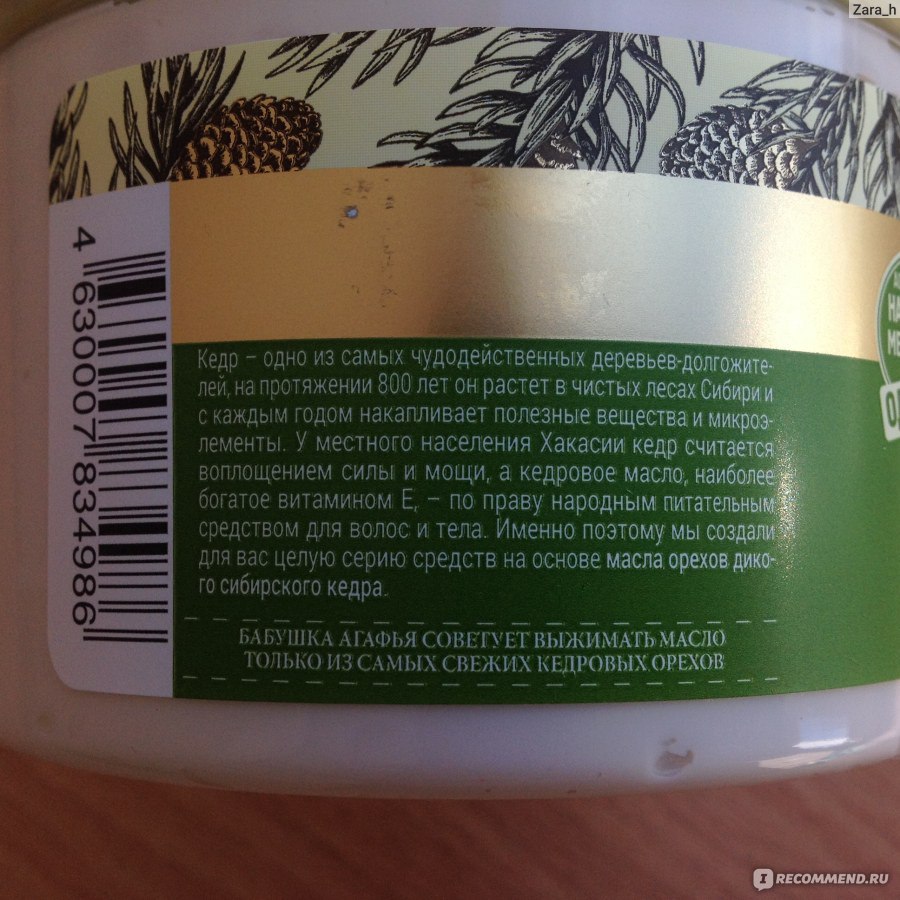 Zara_h
4 630007 834986
Кедр – одно из самых чудодейственных деревьев-долгожите-
лей, на протяжении 800 лет он растет в чистых лесах Сибири и
с каждым годом накапливает полезные вещества и микроэ-
лементы. У местного населения Хакасии кедр считается
воплощением силы и мощи, а кедровое масло, наиболее
богатое витамином Е, – по праву народным питательным
средством для волос и тела. Именно поэтому мы создали
для вас целую серию средств на основе масла орехов дико-
го сибирского кедра.
БАБУШКА АГАФЬЯ СОВЕТУЕТ ВЫЖИМАТЬ МАСЛО
ТОЛЬКО ИЗ САМЫХ СВЕЖИХ КЕДРОВЫХ ОРЕХОВ
I RECOMMEND.RU